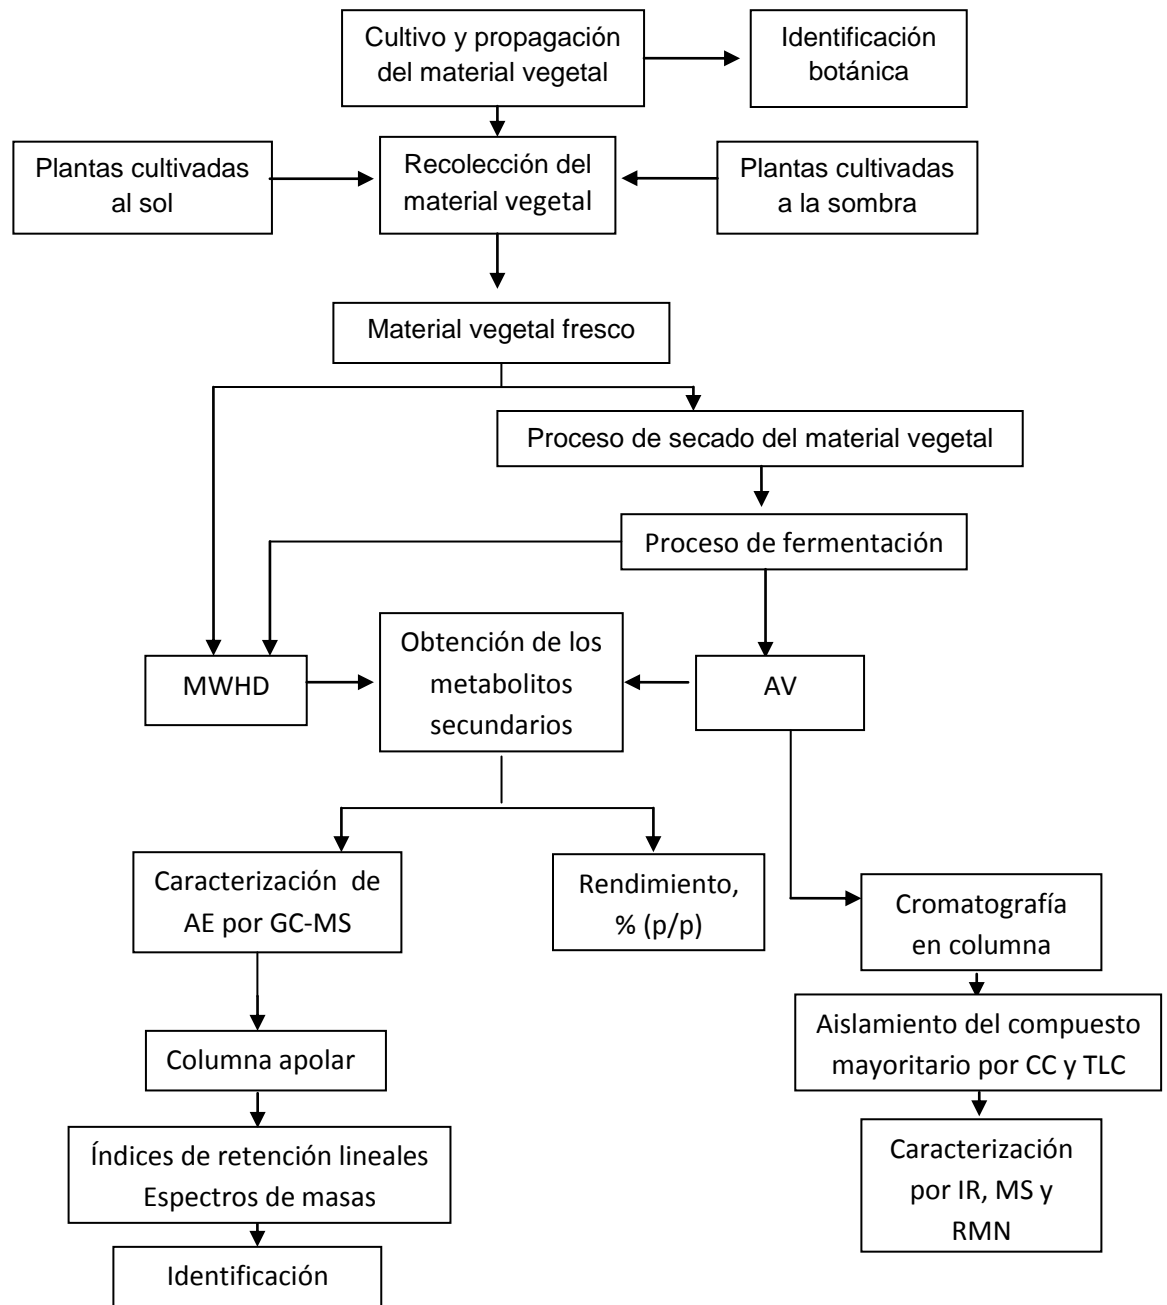 Cultivo y propagación
del material vegetal
Identificación
botánica
Plantas cultivadas
al sol
Recolección del
material vegetal
Plantas cultivadas
a la sombra
Material vegetal fresco
Proceso de secado del material vegetal
Proceso de fermentación
Obtención de los
metabolitos
secundarios
MWHD
AV
Caracterización de
AE por GC-MS
Rendimiento,
% (p/p)
Cromatografía
en columna
Columna apolar
Aislamiento del compuesto
mayoritario por CC y TLC
Índices de retención lineales
Espectros de masas
Caracterización
por IR, MS y
RMN
Identificación